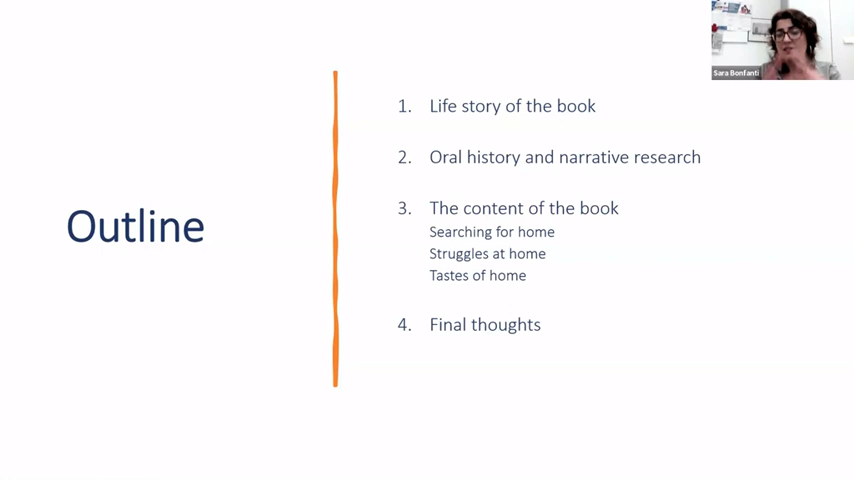 Sara Bonfanti
Outline
1. Life story of the book
2. Oral history and narrative research
3. The content of the book
Searching for home
Struggles at home
Tastes of home
4. Final thoughts